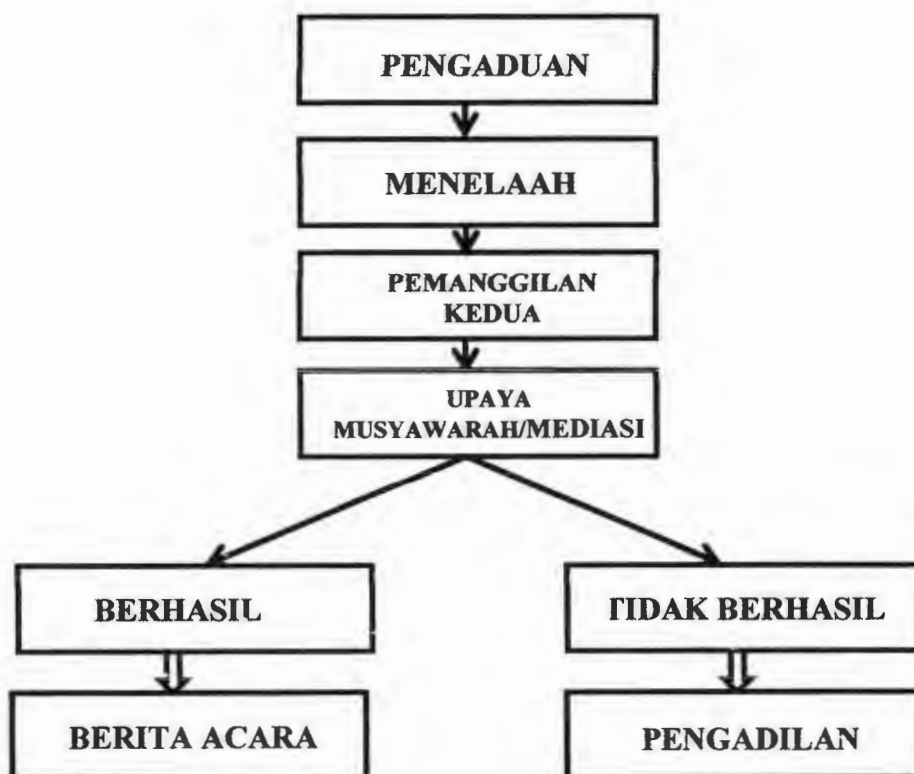 PENGADUAN
MENELAAH
PEMANGGILAN
KEDUA
UPAYA
MUSYAWARAH/MEDIASI
BERHASIL
TIDAK BERHASIL
BERITA ACARA
PENGADILAN